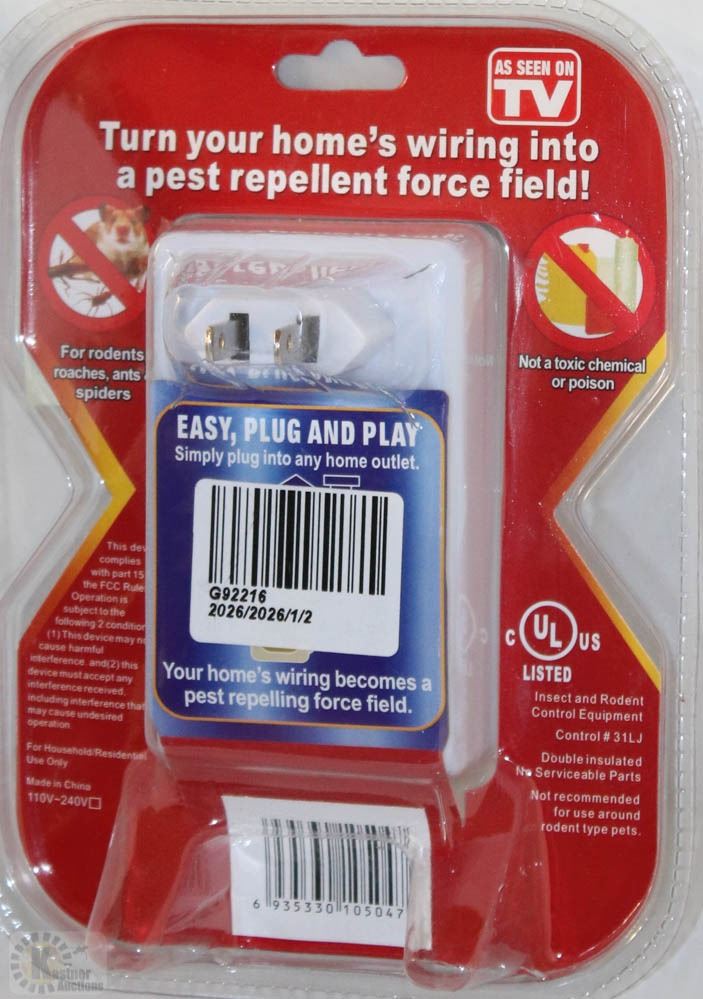 AS SEEN ON
TV
Turn your home's wiring into
a pest repellent force field!
For rodents
roaches, ants
spiders
Not a toxic chemical
or poison
EASY, PLUG AND PLAY
Simply plug into any home outlet.
G92216
2026/2026/1/2
Your home's wiring becomes a
pest repelling force field.
This dev
complies
with part 15
the FCC Rule
Operation is
subject to the
following 2 condition
(1) This device may n
cause harmful
interference, and(2) this
device must accept any
interference received,
including interference that
may cause undesired
operation
For Household/Residential
Use Only
Made in China
110V~240V
C UL US
LISTED
Insect and Rodent
Control Equipment
Control # 31LJ
Double insulated
No Serviceable Parts
Not recommended
for use around
rodent type pets.
6 935330 105047
Kastner
Auctions